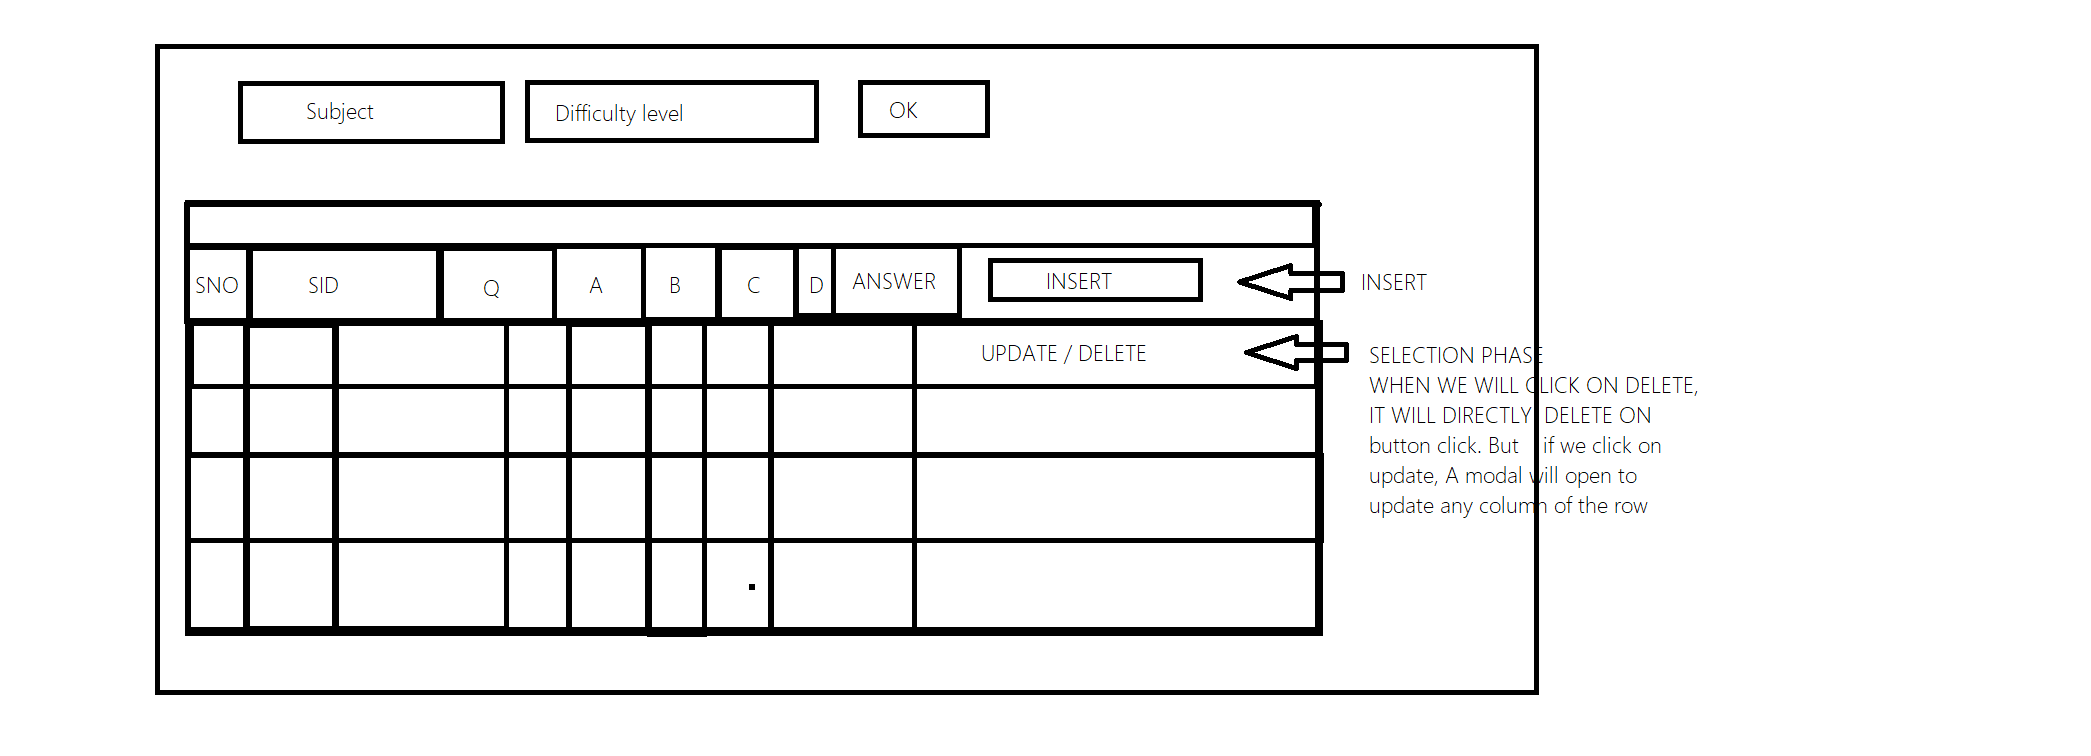 Subject
Difficulty level
OK
SNO
SID
Q
A
B
C
D
ANSWER
INSERT
INSERT
UPDATE / DELETE
SELECTION PHASE
WHEN WE WILL CLICK ON DELETE,
IT WILL DIRECTLY DELETE ON
button click. But if we click on
update, A modal will open to
update any column of the row